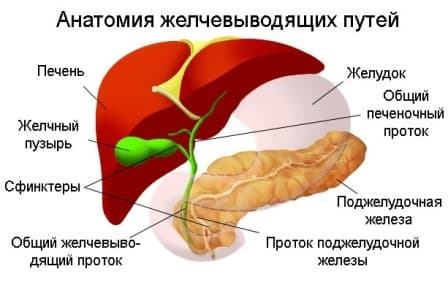 Анатомия желчевыводящих путей
Печень
Желчный
пузырь
Сфинктеры
Общий желчевыво-
дящий проток
Желудок
Общий
печеночный
проток
Поджелудочная
железа
Проток поджелудочной
железы